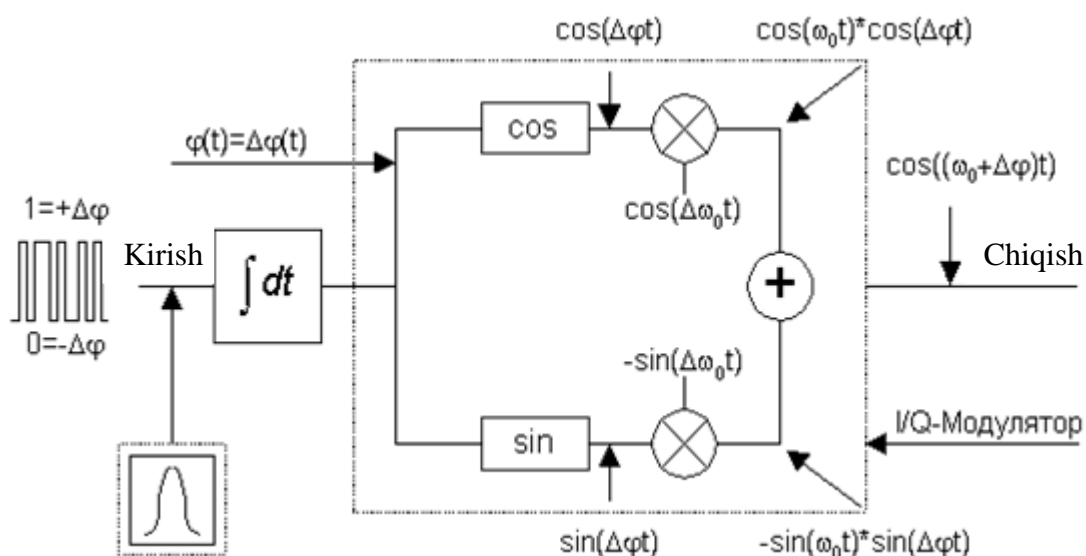 cos(Δφt)
cos(ω₀t)*cos(Δφt)
φ(t)=Δφ(t)
cos
cos((ω₀+Δφ)t)
1=+Δφ
cos(Δω₀t)
Kirish
∫dt
+
Chiqish
0=-Δφ
-sin(Δω₀t)
I/Q-Модулятор
sin
sin(Δφt)
-sin(ω₀t)*sin(Δφt)